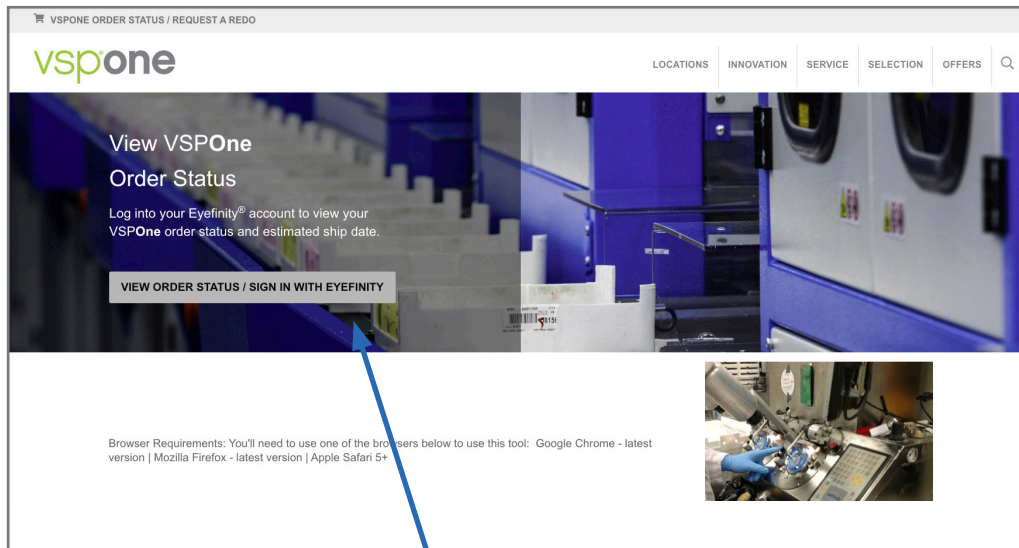 VSPONE ORDER STATUS / REQUEST A REDO
vspone
LOCATIONS
INNOVATION
SERVICE
SELECTION
OFFERS
View VSPOne
Order Status
Log into your Eyefinity® account to view your
VSPOne order status and estimated ship date.
VIEW ORDER STATUS / SIGN IN WITH EYEFINITY
Browser Requirements: You'll need to use one of the browsers below to use this tool: Google Chrome - latest
version | Mozilla Firefox - latest version | Apple Safari 5+